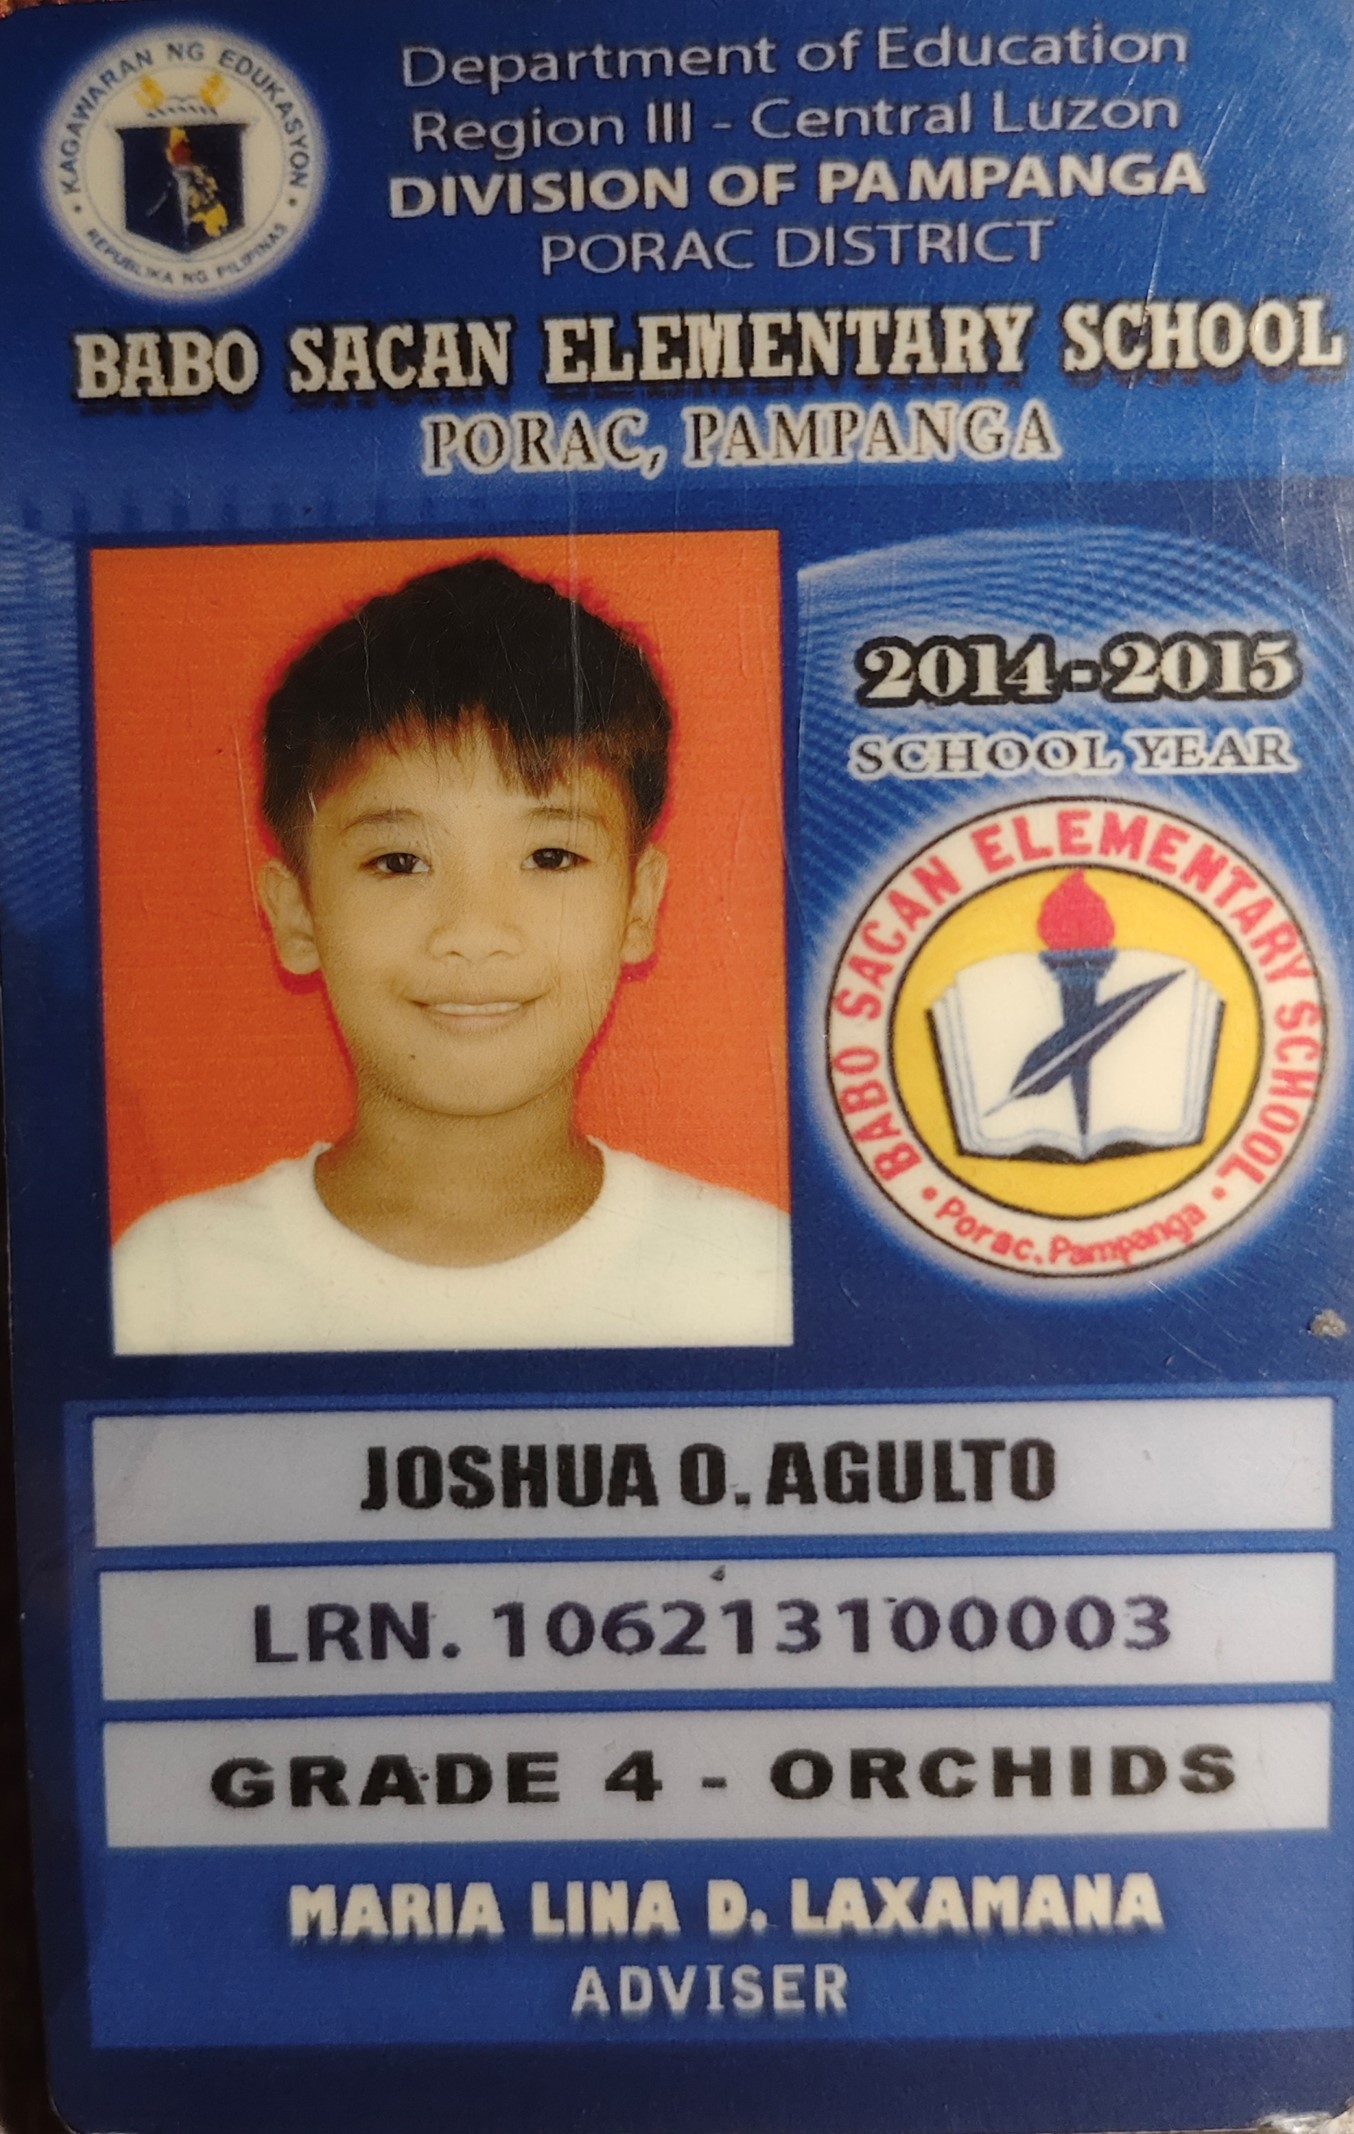 KAGAWARAN NG EDUKASYON
REPUBLIKA NG PILIPINAS
Department of Education
Region III - Central Luzon
DIVISION OF PAMPANGA
PORAC DISTRICT
BABO SACAN ELEMENTARY SCHOOL
PORAC, PAMPANGA
2014-2015
SCHOOL YEAR
BABO SACAN ELEMENTARY SCHOOL
Porac, Pampanga
JOSHUA O. AGULTO
LRN. 106213100003
GRADE 4 - ORCHIDS
MARIA LINA D. LAXAMANA
ADVISER